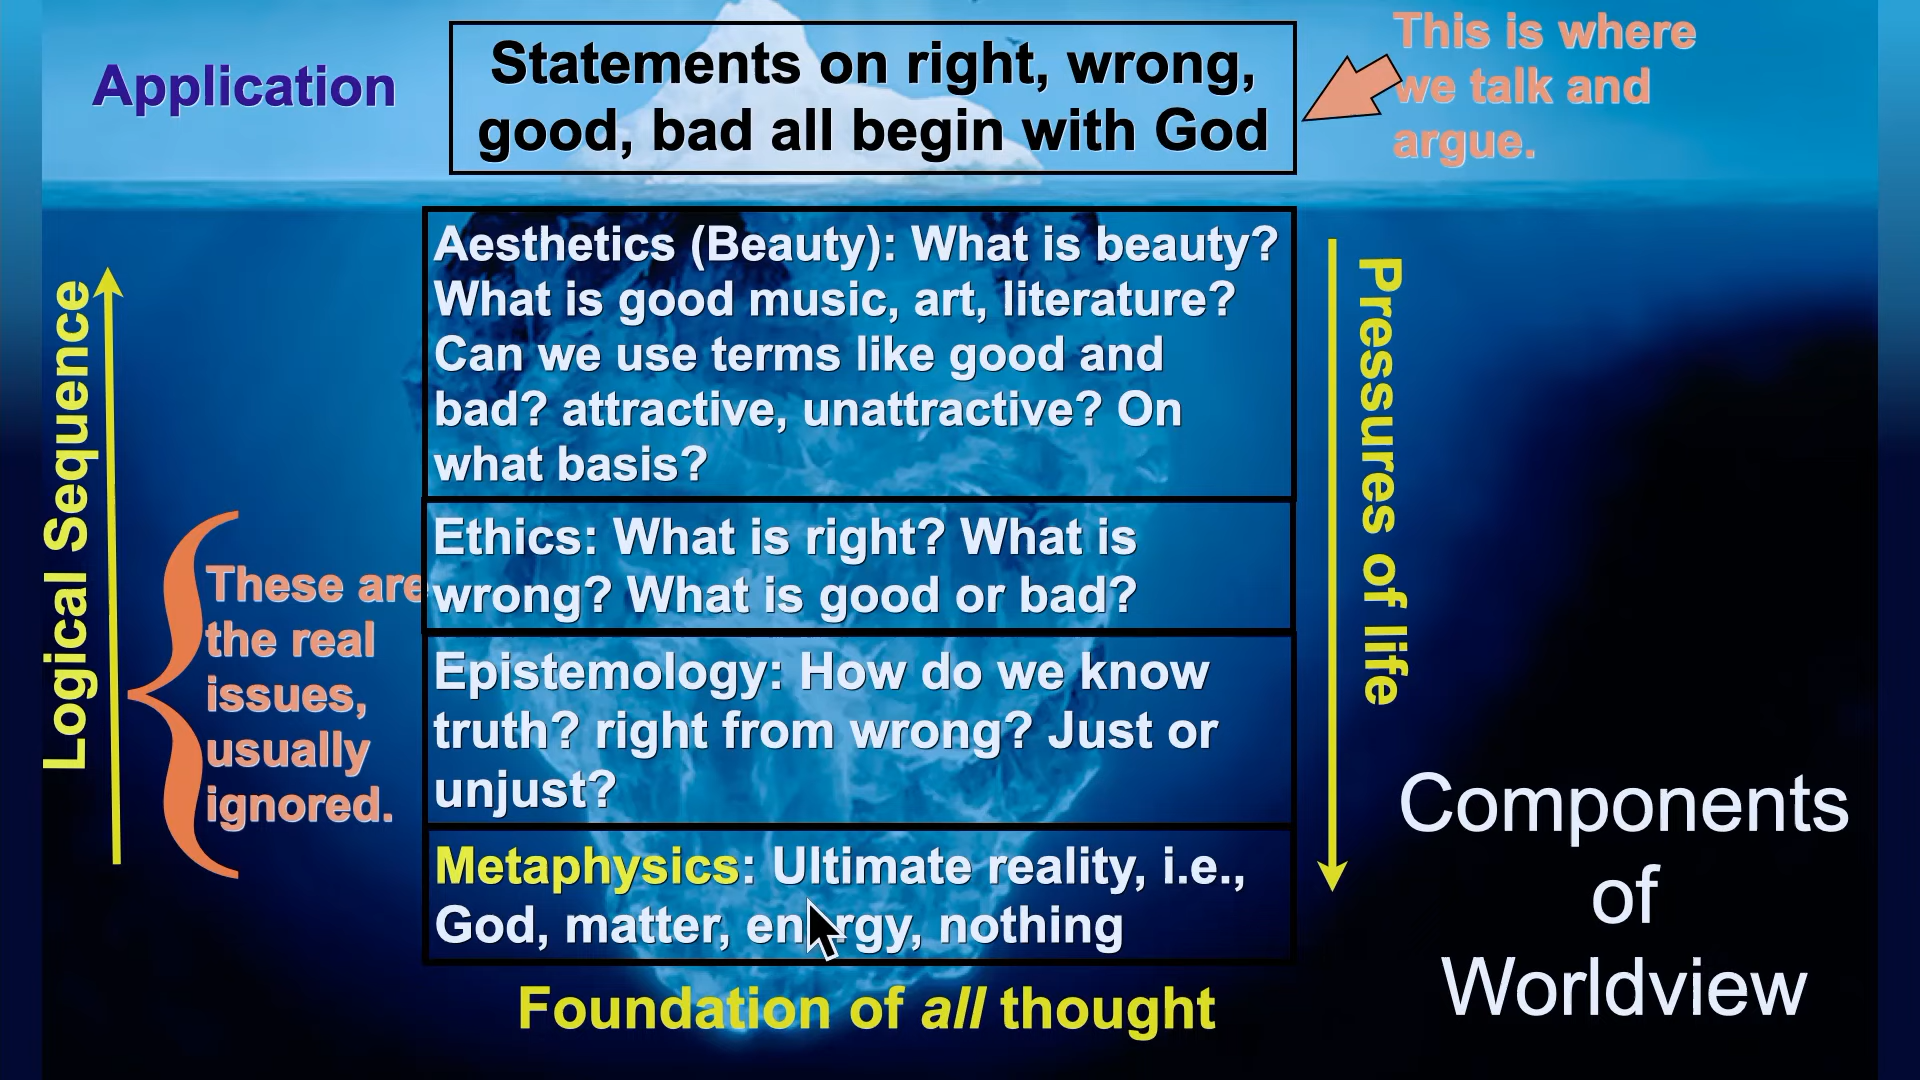 Application
Statements on right, wrong,
good, bad all begin with God
This is where
we talk and
argue.
Aesthetics (Beauty): What is beauty?
What is good music, art, literature?
Can we use terms like good and
bad? attractive, unattractive? On
what basis?
Ethics: What is right? What is
wrong? What is good or bad?
Epistemology: How do we know
truth? right from wrong? Just or
unjust?
Metaphysics: Ultimate reality, i.e.,
God, matter, energy, nothing
Foundation of all thought
Logical Sequence
These are
the real
issues,
usually
ignored.
Pressures of life
Components
of
Worldview